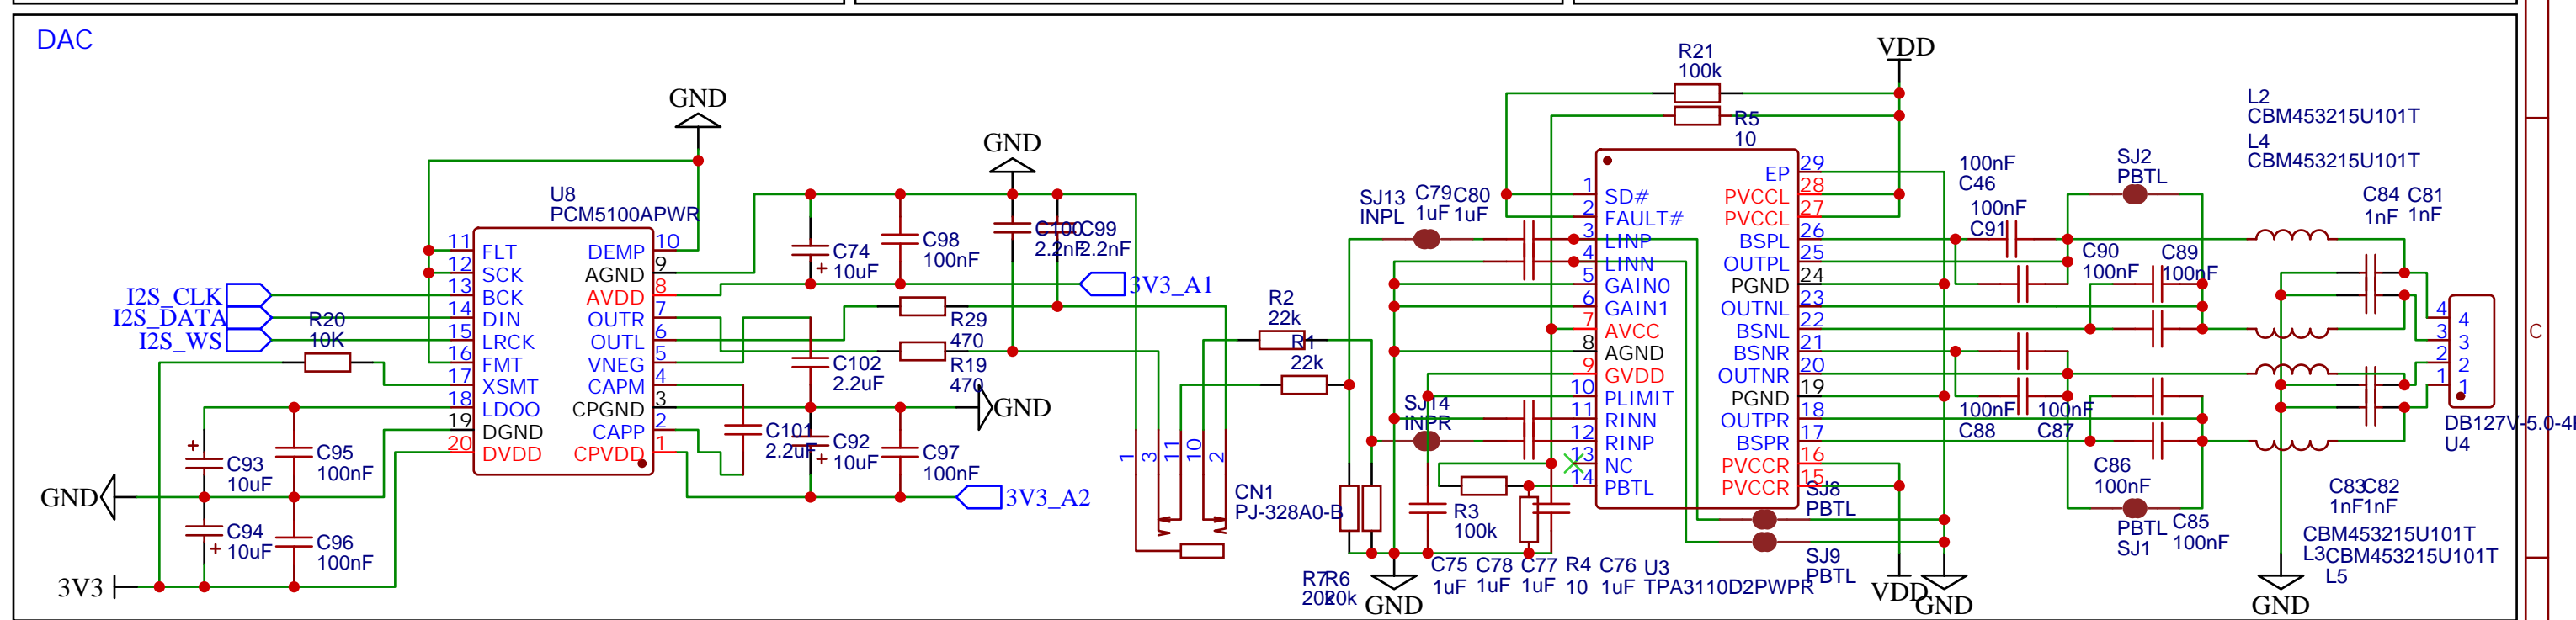 DAC
GND
U8
PCM5100APWR
11
12
13
14
15
16
17
18
19
20
FLT
SCK
BCK
DIN
LRCK
FMT
XSMT
LDOO
DGND
DVDD
DEMP
AGND
AVDD
OUTR
OUTL
VNEG
CAPM
CPGND
CAPP
CPVDD
10
9
8
7
6
5
4
3
2
1
I2S_CLK
I2S_DATA
I2S_WS
R20
10K
C93
10uF
C95
100nF
GND
C94
10uF
C96
100nF
3V3
GND
C74
10uF
C98
100nF
C100
2.2nF
C99
2.2nF
3V3_A1
R29
470
R19
470
C102
2.2uF
GND
C101
2.2uF
C92
10uF
C97
100nF
3V3_A2
1
3
11
10
2
CN1
PJ-328A0-B
R2
22k
R1
22k
SJ13
INPL
C79
1uF
C80
1uF
SJ14
INPR
R7
20k
R6
20k
GND
R3
100k
C75
1uF
C78
1uF
C77
1uF
R4
10
C76
1uF
U3
TPA3110D2PWPR
R21
100k
R5
10
VDD
1
2
3
4
5
6
7
8
9
10
11
12
13
14
SD#
FAULT#
LINP
LINN
GAIN0
GAIN1
AVCC
AGND
GVDD
PLIMIT
RINN
RINP
NC
PBTL
EP
PVCCL
PVCCL
BSPL
OUTPL
PGND
OUTNL
BSNL
BSNR
OUTNR
PGND
OUTPR
BSPR
PVCCR
PVCCR
29
28
27
26
25
24
23
22
21
20
19
18
17
16
15
SJ8
PBTL
SJ9
PBTL
VDD
GND
100nF
C46
100nF
C91
SJ2
PBTL
C90
100nF
C89
100nF
100nF
C88
100nF
C87
C86
100nF
PBTL
SJ1
C85
100nF
L2
CBM453215U101T
L4
CBM453215U101T
C84
1nF
C81
1nF
4
3
2
1
4
3
2
1
DB127V-5.0-4
U4
C83
1nF
C82
1nF
CBM453215U101T
L3
CBM453215U101T
L5
GND
C